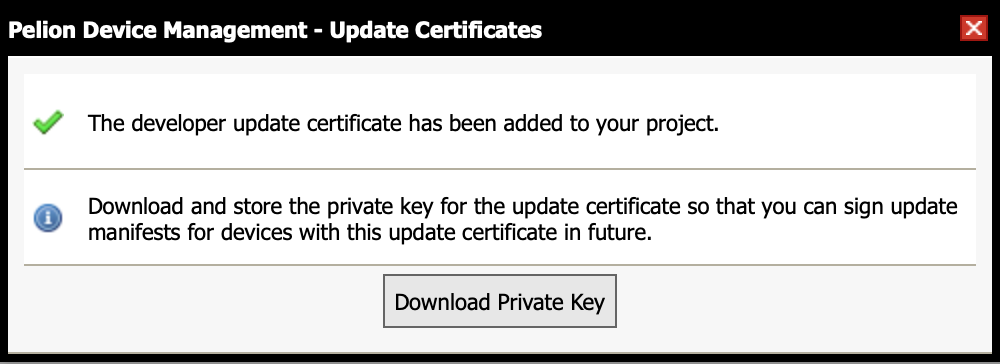 Pelion Device Management - Update Certificates
The developer update certificate has been added to your project.
Download and store the private key for the update certificate so that you can sign update
manifests for devices with this update certificate in future.
Download Private Key